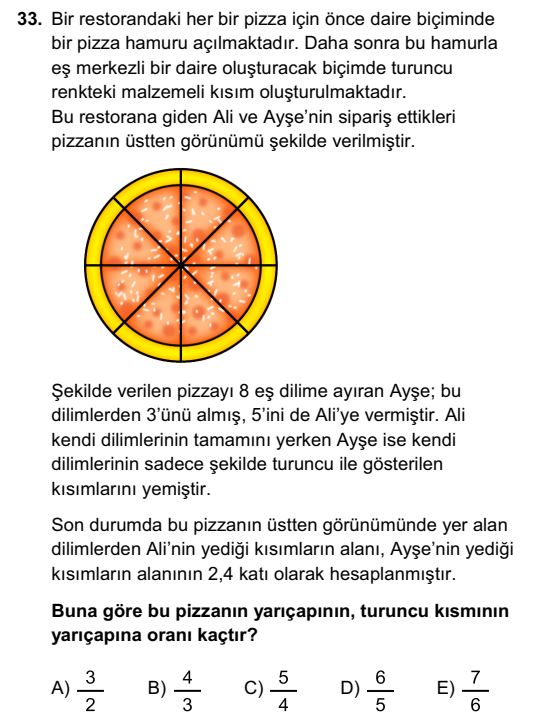 33. Bir restorandaki her bir pizza için önce daire biçiminde
bir pizza hamuru açılmaktadır. Daha sonra bu hamurla
eş merkezli bir daire oluşturacak biçimde turuncu
renkteki malzemeli kısım oluşturulmaktadır.
Bu restorana giden Ali ve Ayşe’nin sipariş ettikleri
pizzanın üstten görünümü şekilde verilmiştir.
Şekilde verilen pizzayı 8 eş dilime ayıran Ayşe; bu
dilimlerden 3’ünü almış, 5’ini de Ali’ye vermiştir. Ali
kendi dilimlerinin tamamını yerken Ayşe ise kendi
dilimlerinin sadece şekilde turuncu ile gösterilen
kısımlarını yemiştir.
Son durumda bu pizzanın üstten görünümünde yer alan
dilimlerden Ali’nin yediği kısımların alanı, Ayşe’nin yediği
kısımların alanının 2,4 katı olarak hesaplanmıştır.
Buna göre bu pizzanın yarıçapının, turuncu kısmının
yarıçapına oranı kaçtır?
A) 3/2 B) 4/3 C) 5/4 D) 6/5 E) 7/6